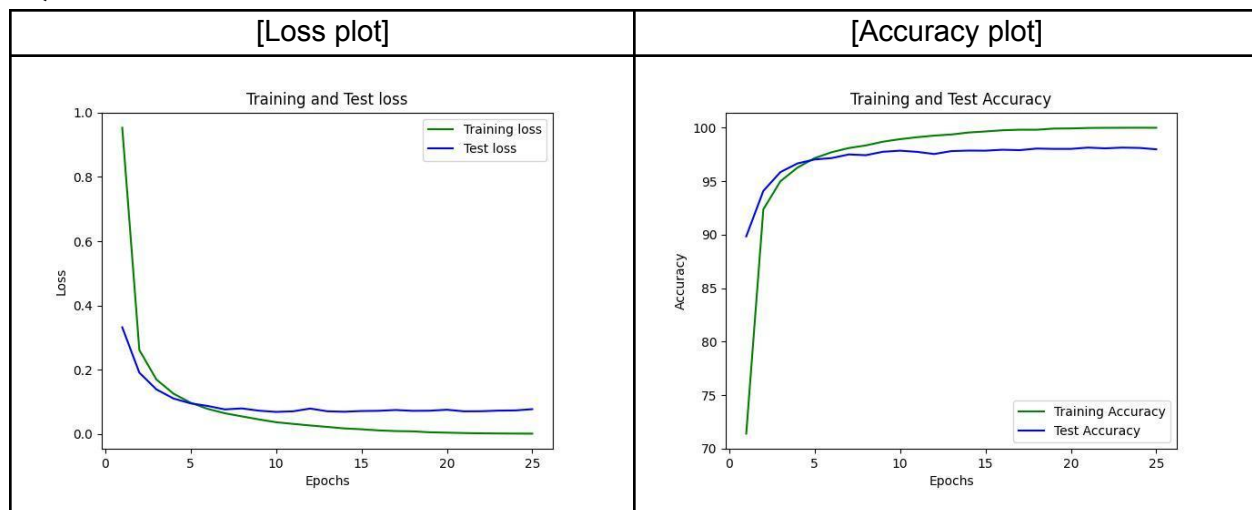 [Loss plot]
[Accuracy plot]
Training and Test loss
1.0
0.8
0.6
0.4
0.2
0.0
Loss
Training loss
Test loss
0
5
10
15
20
25
Epochs
Training and Test Accuracy
100
95
90
85
80
75
70
Accuracy
Training Accuracy
Test Accuracy
0
5
10
15
20
25
Epochs